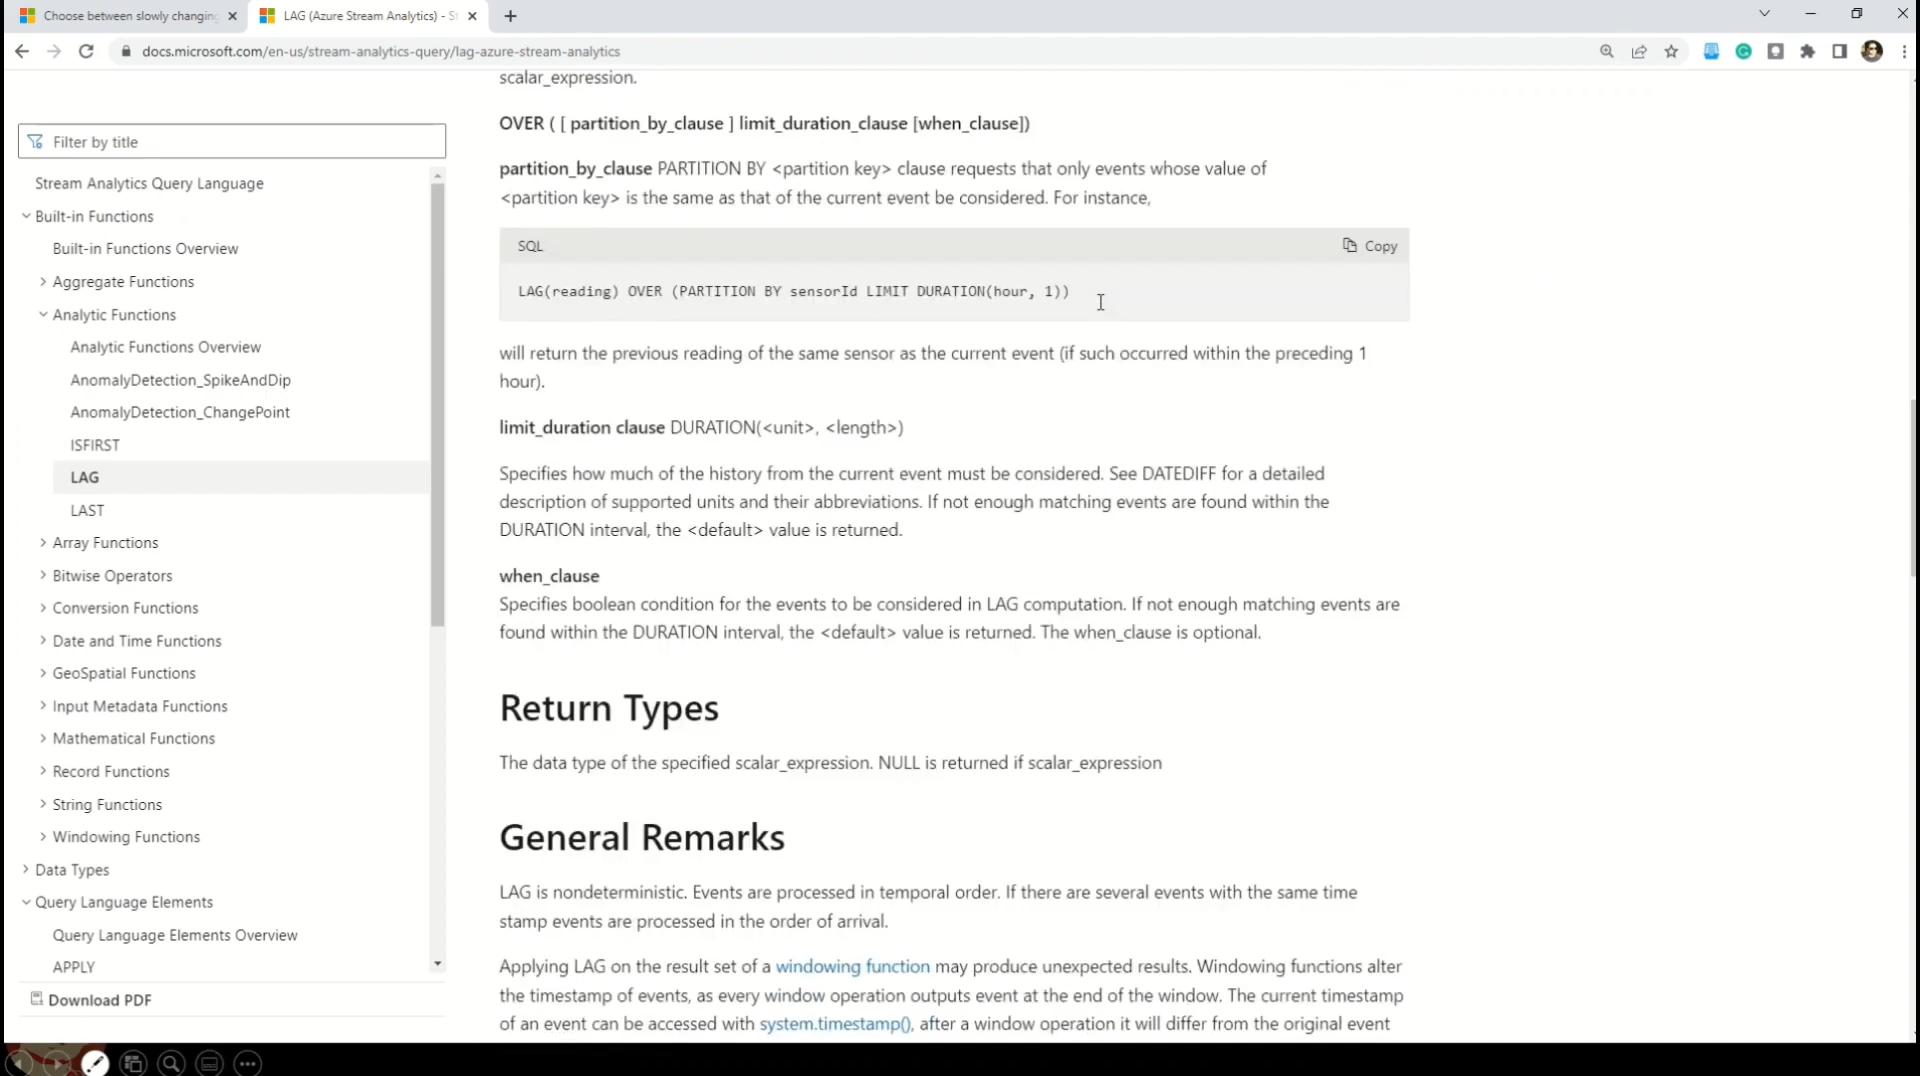 Choose between slowly changing
LAG (Azure Stream Analytics) - S
docs.microsoft.com/en-us/stream-analytics-query/lag-azure-stream-analytics
Filter by title
Stream Analytics Query Language
Built-in Functions
Built-in Functions Overview
Aggregate Functions
Analytic Functions
Analytic Functions Overview
AnomalyDetection_SpikeAndDip
AnomalyDetection_ChangePoint
ISFIRST
LAG
LAST
Array Functions
Bitwise Operators
Conversion Functions
Date and Time Functions
GeoSpatial Functions
Input Metadata Functions
Mathematical Functions
Record Functions
String Functions
Windowing Functions
Data Types
Query Language Elements
Query Language Elements Overview
APPLY
Download PDF
scalar_expression.
OVER ( [ partition_by_clause ] limit_duration_clause [when_clause])
partition_by_clause PARTITION BY <partition key> clause requests that only events whose value of
<partition key> is the same as that of the current event be considered. For instance,
SQL
Copy
LAG(reading) OVER (PARTITION BY sensorId LIMIT DURATION(hour, 1))
will return the previous reading of the same sensor as the current event (if such occurred within the preceding 1
hour).
limit_duration clause DURATION(<unit>, <length>)
Specifies how much of the history from the current event must be considered. See DATEDIFF for a detailed
description of supported units and their abbreviations. If not enough matching events are found within the
DURATION interval, the <default> value is returned.
when_clause
Specifies boolean condition for the events to be considered in LAG computation. If not enough matching events are
found within the DURATION interval, the <default> value is returned. The when_clause is optional.
Return Types
The data type of the specified scalar_expression. NULL is returned if scalar_expression
General Remarks
LAG is nondeterministic. Events are processed in temporal order. If there are several events with the same time
stamp events are processed in the order of arrival.
Applying LAG on the result set of a windowing function may produce unexpected results. Windowing functions alter
the timestamp of events, as every window operation outputs event at the end of the window. The current timestamp
of an event can be accessed with system.timestamp(), after a window operation it will differ from the original event